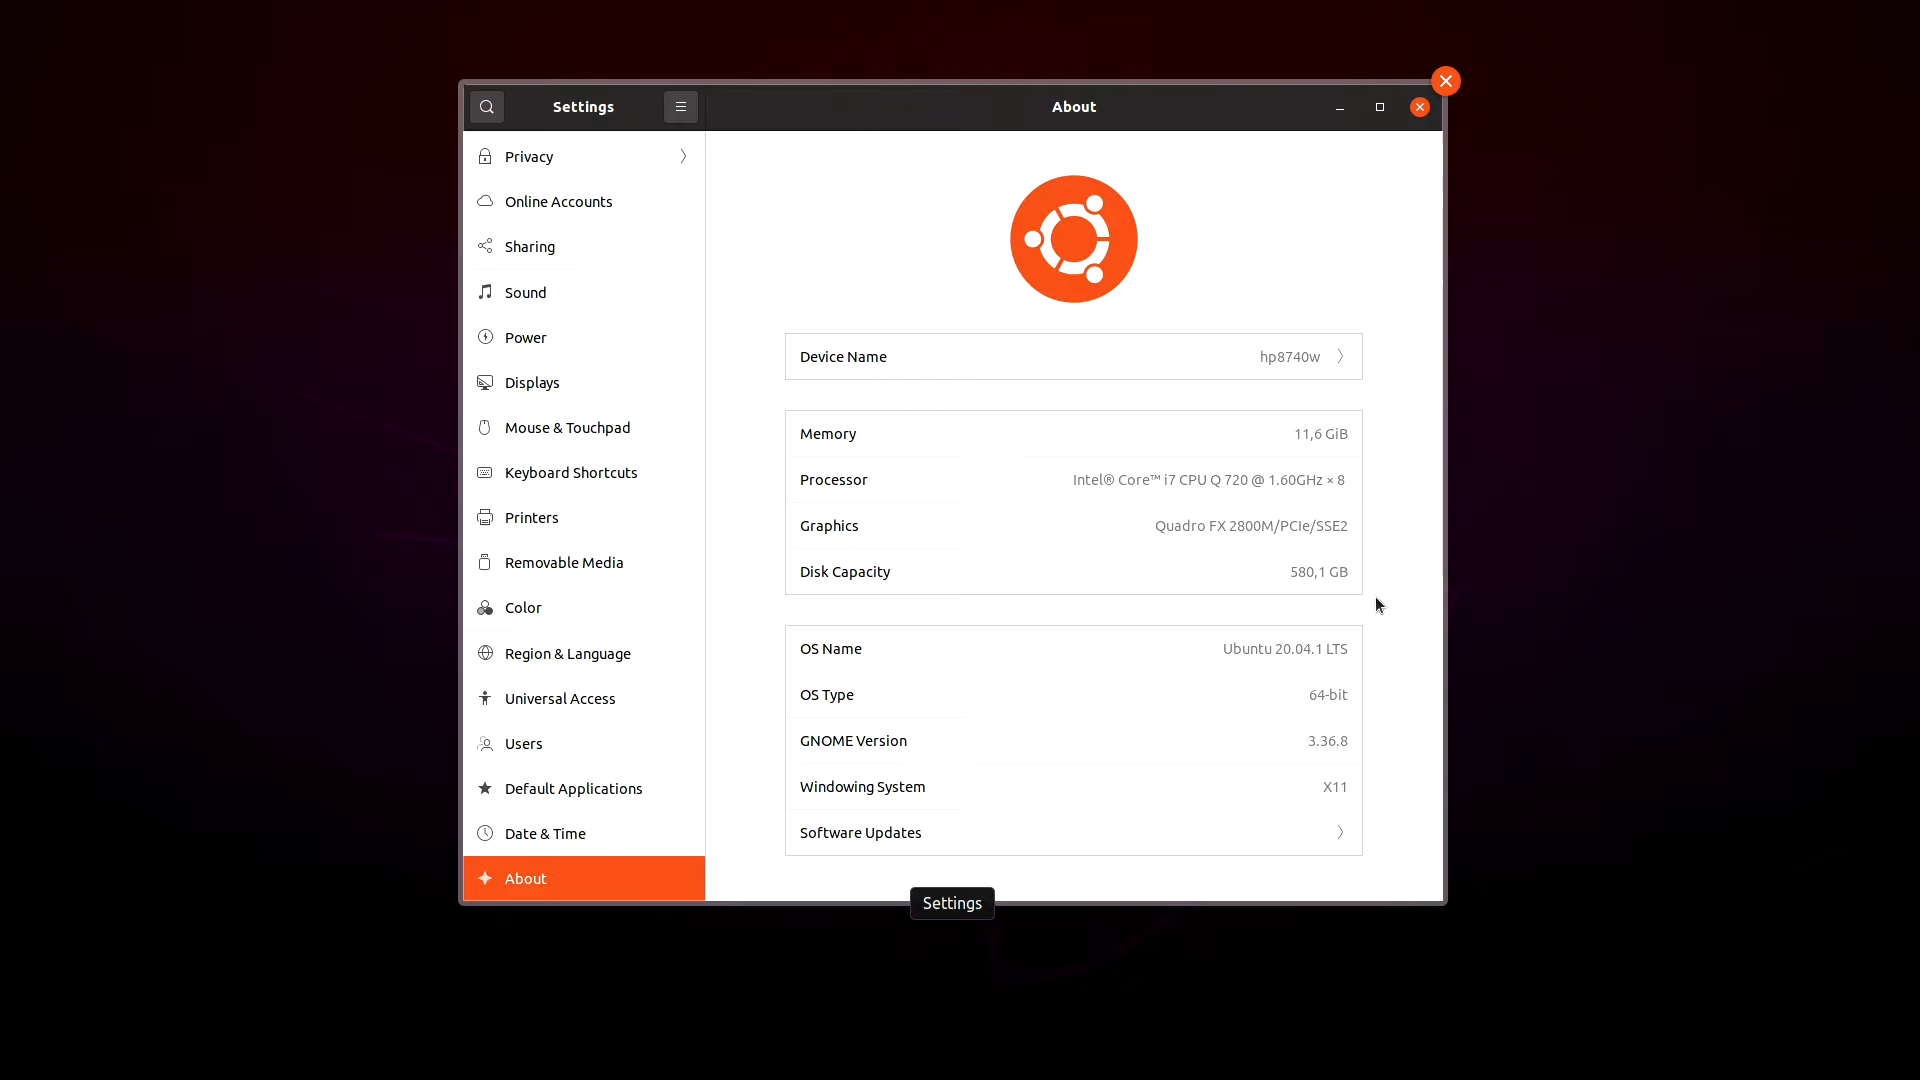 Settings
About
Privacy
Online Accounts
Sharing
Sound
Power
Displays
Mouse & Touchpad
Keyboard Shortcuts
Printers
Removable Media
Color
Region & Language
Universal Access
Users
Default Applications
Date & Time
About
Device Name hp8740w
Memory 11,6 GiB
Processor Intel® Core™ i7 CPU Q 720 @ 1.60GHz × 8
Graphics Quadro FX 2800M/PCIe/SSE2
Disk Capacity 580,1 GB
OS Name Ubuntu 20.04.1 LTS
OS Type 64-bit
GNOME Version 3.36.8
Windowing System X11
Software Updates
Settings